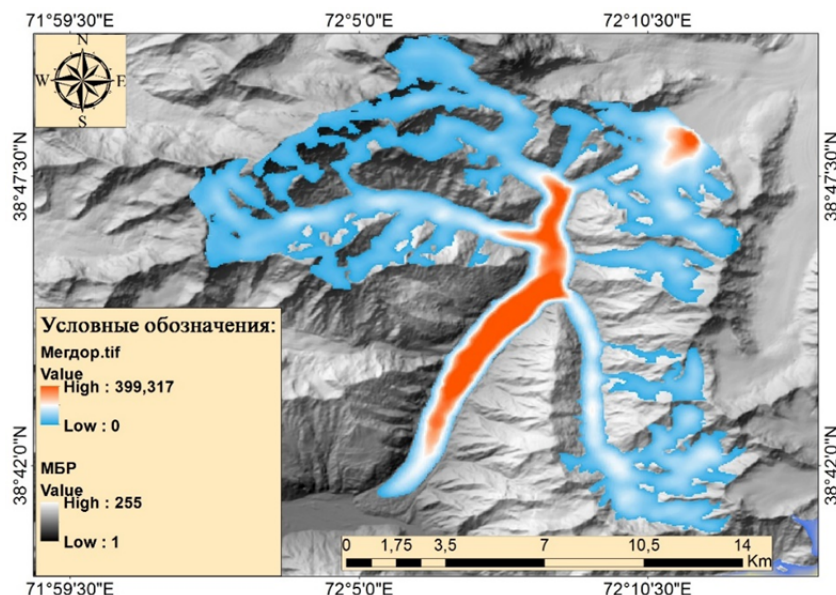 71°59'30"E 72°5'0"E 72°10'30"E
N
W E
S
38°47'30"N 38°47'30"N
Условные обозначения:
Мегдор.tif
Value
High : 399,317
Low : 0
МБР
Value
High : 255
Low : 1
38°42'0"N 38°42'0"N
0 1,75 3,5 7 10,5 14
Km
71°59'30"E 72°5'0"E 72°10'30"E